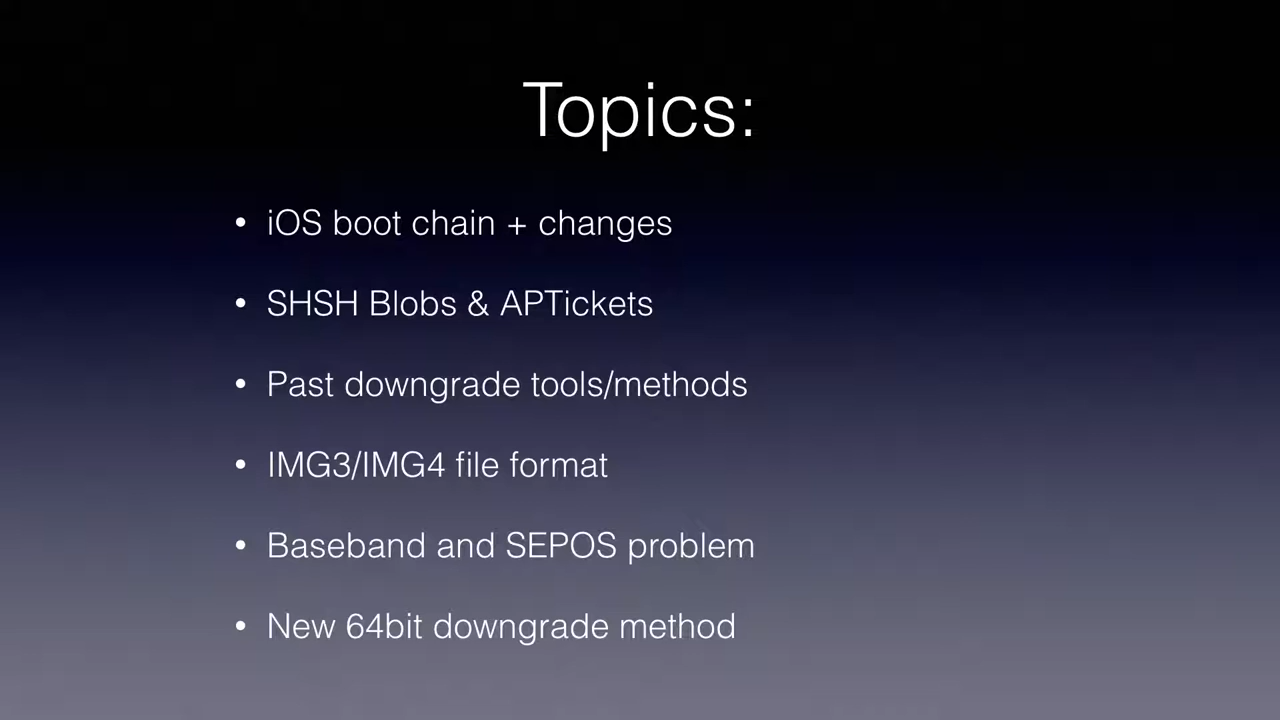 Topics:
• iOS boot chain + changes
• SHSH Blobs & APTickets
• Past downgrade tools/methods
• IMG3/IMG4 file format
• Baseband and SEPOS problem
• New 64bit downgrade method